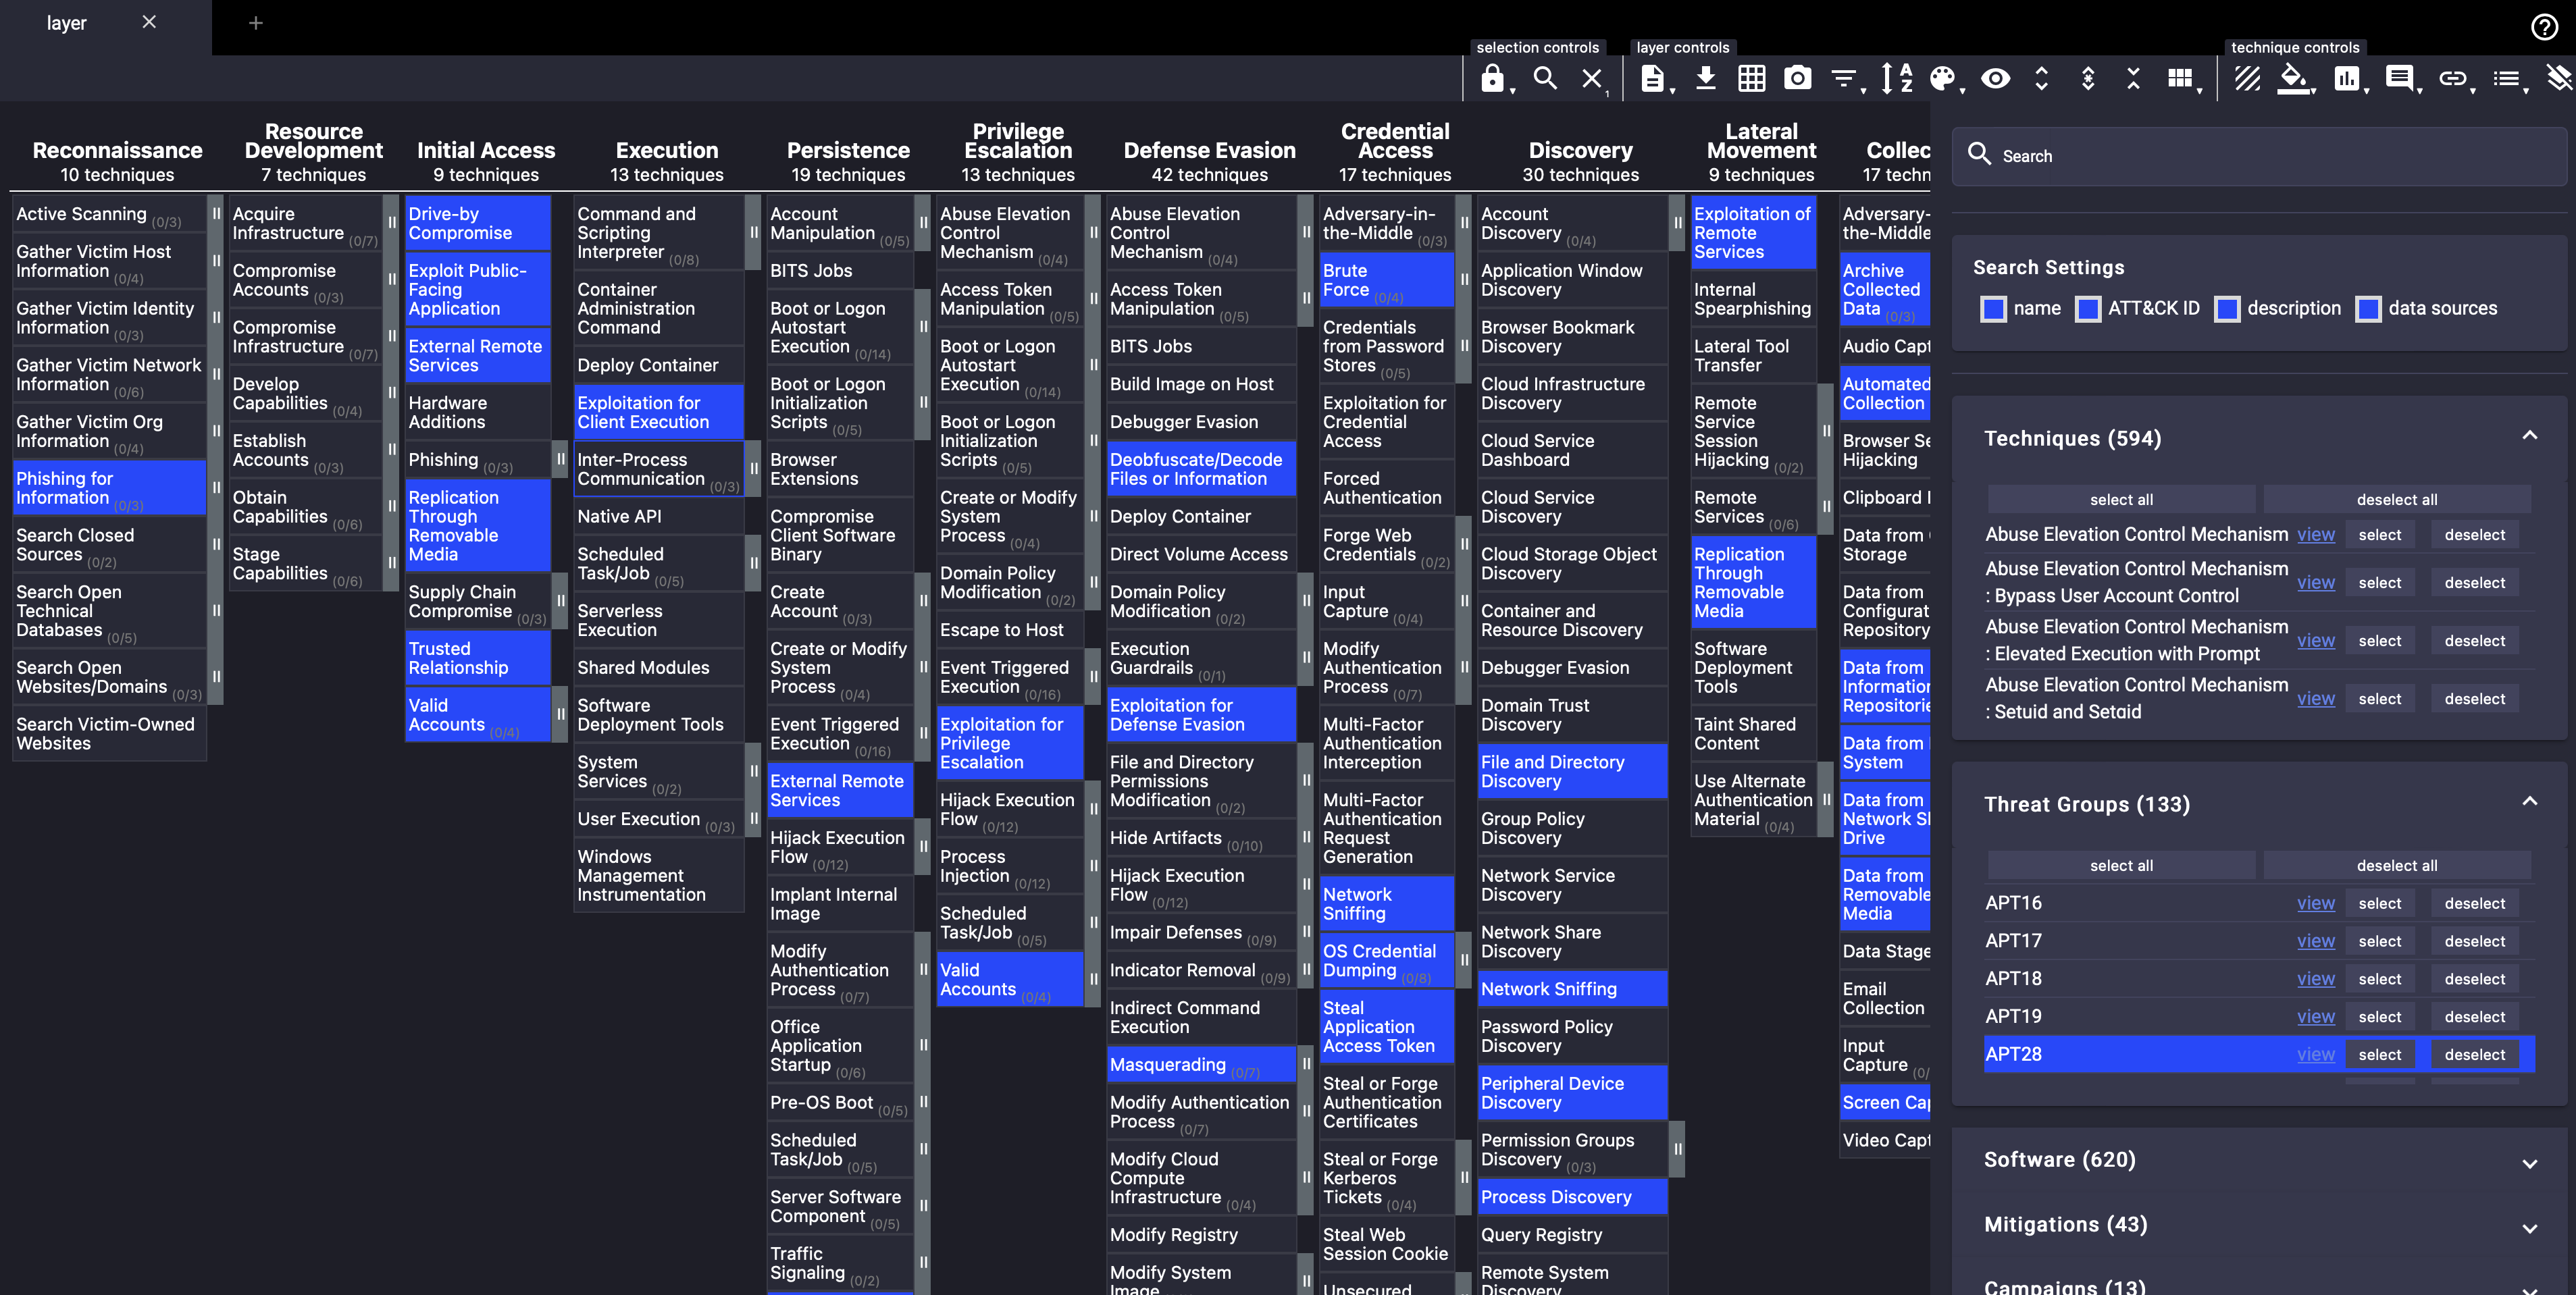 layer
selection controls
layer controls
technique controls
Reconnaissance
10 techniques
Active Scanning (0/3)
Gather Victim Host
Information (0/4)
Gather Victim Identity
Information (0/3)
Gather Victim Network
Information (0/6)
Gather Victim Org
Information (0/4)
Phishing for
Information (0/3)
Search Closed
Sources (0/2)
Search Open
Technical
Databases (0/5)
Search Open
Websites/Domains (0/3)
Search Victim-Owned
Websites
Resource
Development
7 techniques
Acquire
Infrastructure (0/7)
Compromise
Accounts (0/3)
Compromise
Infrastructure (0/7)
Develop
Capabilities (0/4)
Establish
Accounts (0/3)
Obtain
Capabilities (0/6)
Stage
Capabilities (0/6)
Initial Access
9 techniques
Drive-by
Compromise
Exploit Public-
Facing
Application
External Remote
Services
Hardware
Additions
Phishing (0/3)
Replication
Through
Removable
Media
Supply Chain
Compromise (0/3)
Trusted
Relationship
Valid
Accounts (0/4)
Execution
13 techniques
Command and
Scripting
Interpreter (0/8)
Container
Administration
Command
Deploy Container
Exploitation for
Client Execution
Inter-Process
Communication (0/3)
Native API
Scheduled
Task/Job (0/5)
Serverless
Execution
Shared Modules
Software
Deployment Tools
System
Services (0/2)
User Execution (0/3)
Windows
Management
Instrumentation
Persistence
19 techniques
Account
Manipulation (0/5)
BITS Jobs
Boot or Logon
Autostart
Execution (0/14)
Boot or Logon
Initialization
Scripts (0/5)
Browser
Extensions
Compromise
Client Software
Binary
Create
Account (0/3)
Create or Modify
System
Process (0/4)
Event Triggered
Execution (0/16)
External Remote
Services
Hijack Execution
Flow (0/12)
Implant Internal
Image
Modify
Authentication
Process (0/7)
Office
Application
Startup (0/6)
Pre-OS Boot (0/5)
Scheduled
Task/Job (0/5)
Server Software
Component (0/5)
Traffic
Signaling (0/2)
Privilege
Escalation
13 techniques
Abuse Elevation
Control
Mechanism (0/4)
Access Token
Manipulation (0/5)
Boot or Logon
Autostart
Execution (0/14)
Boot or Logon
Initialization
Scripts (0/5)
Create or Modify
System
Process (0/4)
Domain Policy
Modification (0/2)
Escape to Host
Event Triggered
Execution (0/16)
Exploitation for
Privilege
Escalation
Hijack Execution
Flow (0/12)
Process
Injection (0/12)
Scheduled
Task/Job (0/5)
Valid
Accounts (0/4)
Defense Evasion
42 techniques
Abuse Elevation
Control
Mechanism (0/4)
Access Token
Manipulation (0/5)
BITS Jobs
Build Image on Host
Debugger Evasion
Deobfuscate/Decode
Files or Information
Deploy Container
Direct Volume Access
Domain Policy
Modification (0/2)
Execution
Guardrails (0/1)
Exploitation for
Defense Evasion
File and Directory
Permissions
Modification (0/2)
Hide Artifacts (0/10)
Hijack Execution
Flow (0/12)
Impair Defenses (0/9)
Indicator Removal (0/9)
Indirect Command
Execution
Masquerading (0/7)
Modify Authentication
Process (0/7)
Modify Cloud
Compute
Infrastructure (0/4)
Modify Registry
Modify System
Image
Credential
Access
17 techniques
Adversary-in-
the-Middle (0/3)
Brute
Force (0/4)
Credentials
from Password
Stores (0/5)
Exploitation for
Credential
Access
Forced
Authentication
Forge Web
Credentials (0/2)
Input
Capture (0/4)
Modify
Authentication
Process (0/7)
Multi-Factor
Authentication
Interception
Multi-Factor
Authentication
Request
Generation
Network
Sniffing
OS Credential
Dumping (0/8)
Steal
Application
Access Token
Steal or Forge
Authentication
Certificates
Steal or Forge
Kerberos
Tickets (0/4)
Steal Web
Session Cookie
Unsecured
Discovery
30 techniques
Account
Discovery (0/4)
Application Window
Discovery
Browser Bookmark
Discovery
Cloud Infrastructure
Discovery
Cloud Service
Dashboard
Cloud Service
Discovery
Cloud Storage Object
Discovery
Container and
Resource Discovery
Debugger Evasion
Domain Trust
Discovery
File and Directory
Discovery
Group Policy
Discovery
Network Service
Discovery
Network Share
Discovery
Network Sniffing
Password Policy
Discovery
Peripheral Device
Discovery
Permission Groups
Discovery (0/3)
Process Discovery
Query Registry
Remote System
Discovery
Lateral
Movement
9 techniques
Exploitation of
Remote
Services
Internal
Spearphishing
Lateral Tool
Transfer
Remote
Service
Session
Hijacking (0/2)
Remote
Services (0/6)
Replication
Through
Removable
Media
Software
Deployment
Tools
Taint Shared
Content
Use Alternate
Authentication
Material (0/4)
Collec
17 techn
Adversary-
the-Middle
Archive
Collected
Data (0/3)
Audio Capt
Automated
Collection
Browser Se
Hijacking
Clipboard
Data from
Storage
Data from
Configurat
Repository
Data from
Information
Repositorie
Data from
System
Data from
Network Sh
Drive
Data from
Removable
Media
Data Stage
Email
Collection
Input
Capture (0/
Screen Cap
Video Capt
Search
Search Settings
name ATT&CK ID description data sources
Techniques (594)
select all deselect all
Abuse Elevation Control Mechanism view select deselect
Abuse Elevation Control Mechanism
: Bypass User Account Control view select deselect
Abuse Elevation Control Mechanism
: Elevated Execution with Prompt view select deselect
Abuse Elevation Control Mechanism
: Setuid and Setgid view select deselect
Threat Groups (133)
select all deselect all
APT16 view select deselect
APT17 view select deselect
APT18 view select deselect
APT19 view select deselect
APT28 view select deselect
Software (620)
Mitigations (43)
Campaigns (13)